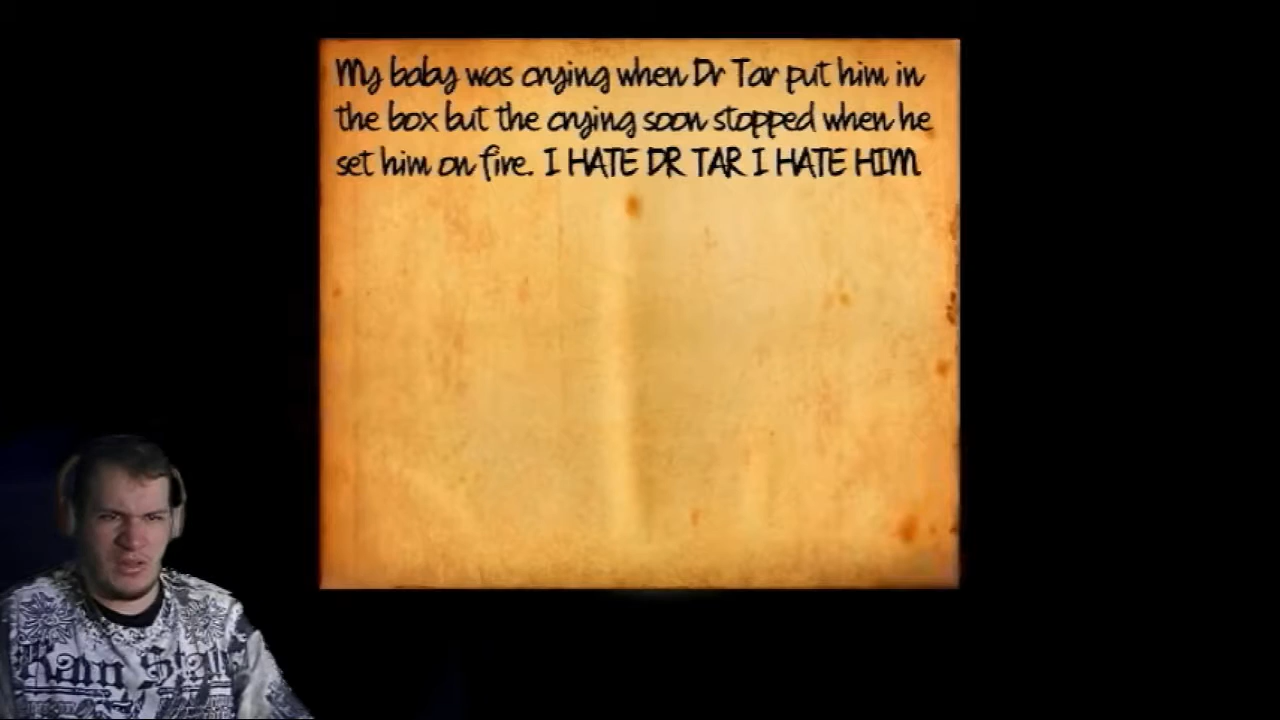 My baby was crying when Dr Tar put him in
the box but the crying soon stopped when he
set him on fire. I HATE DR TAR I HATE HIM